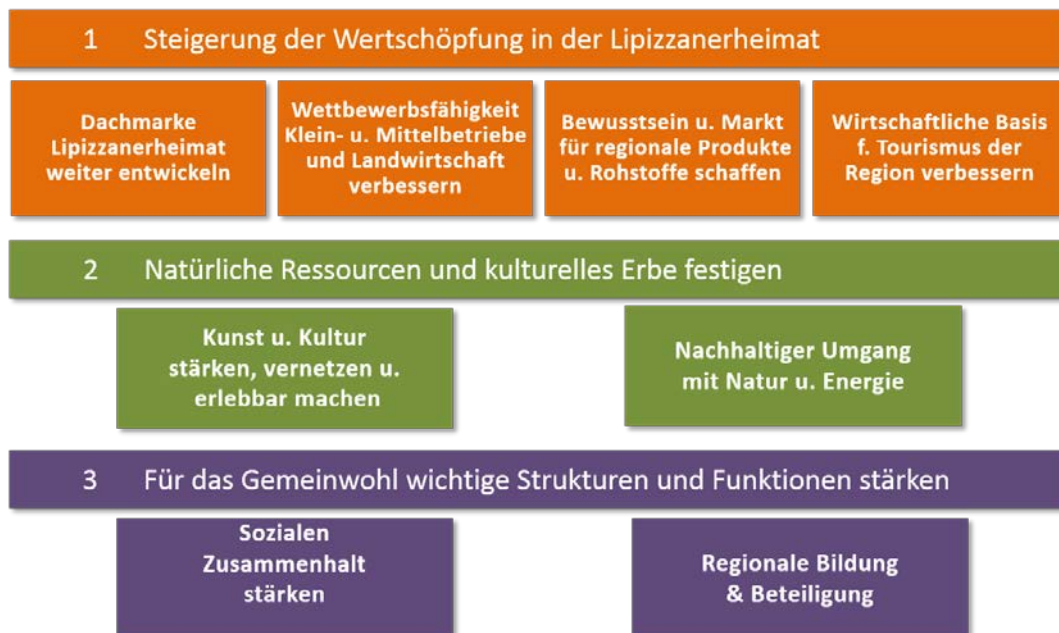 1 Steigerung der Wertschöpfung in der Lipizzanerheimat
Dachmarke
Lipizzanerheimat
weiter entwickeln
Wettbewerbsfähigkeit
Klein- u. Mittelbetriebe
und Landwirtschaft
verbessern
Bewusstsein u. Markt
für regionale Produkte
u. Rohstoffe schaffen
Wirtschaftliche Basis
f. Tourismus der
Region verbessern
2 Natürliche Ressourcen und kulturelles Erbe festigen
Kunst u. Kultur
stärken, vernetzen u.
erlebbar machen
Nachhaltiger Umgang
mit Natur u. Energie
3 Für das Gemeinwohl wichtige Strukturen und Funktionen stärken
Sozialen
Zusammenhalt
stärken
Regionale Bildung
& Beteiligung